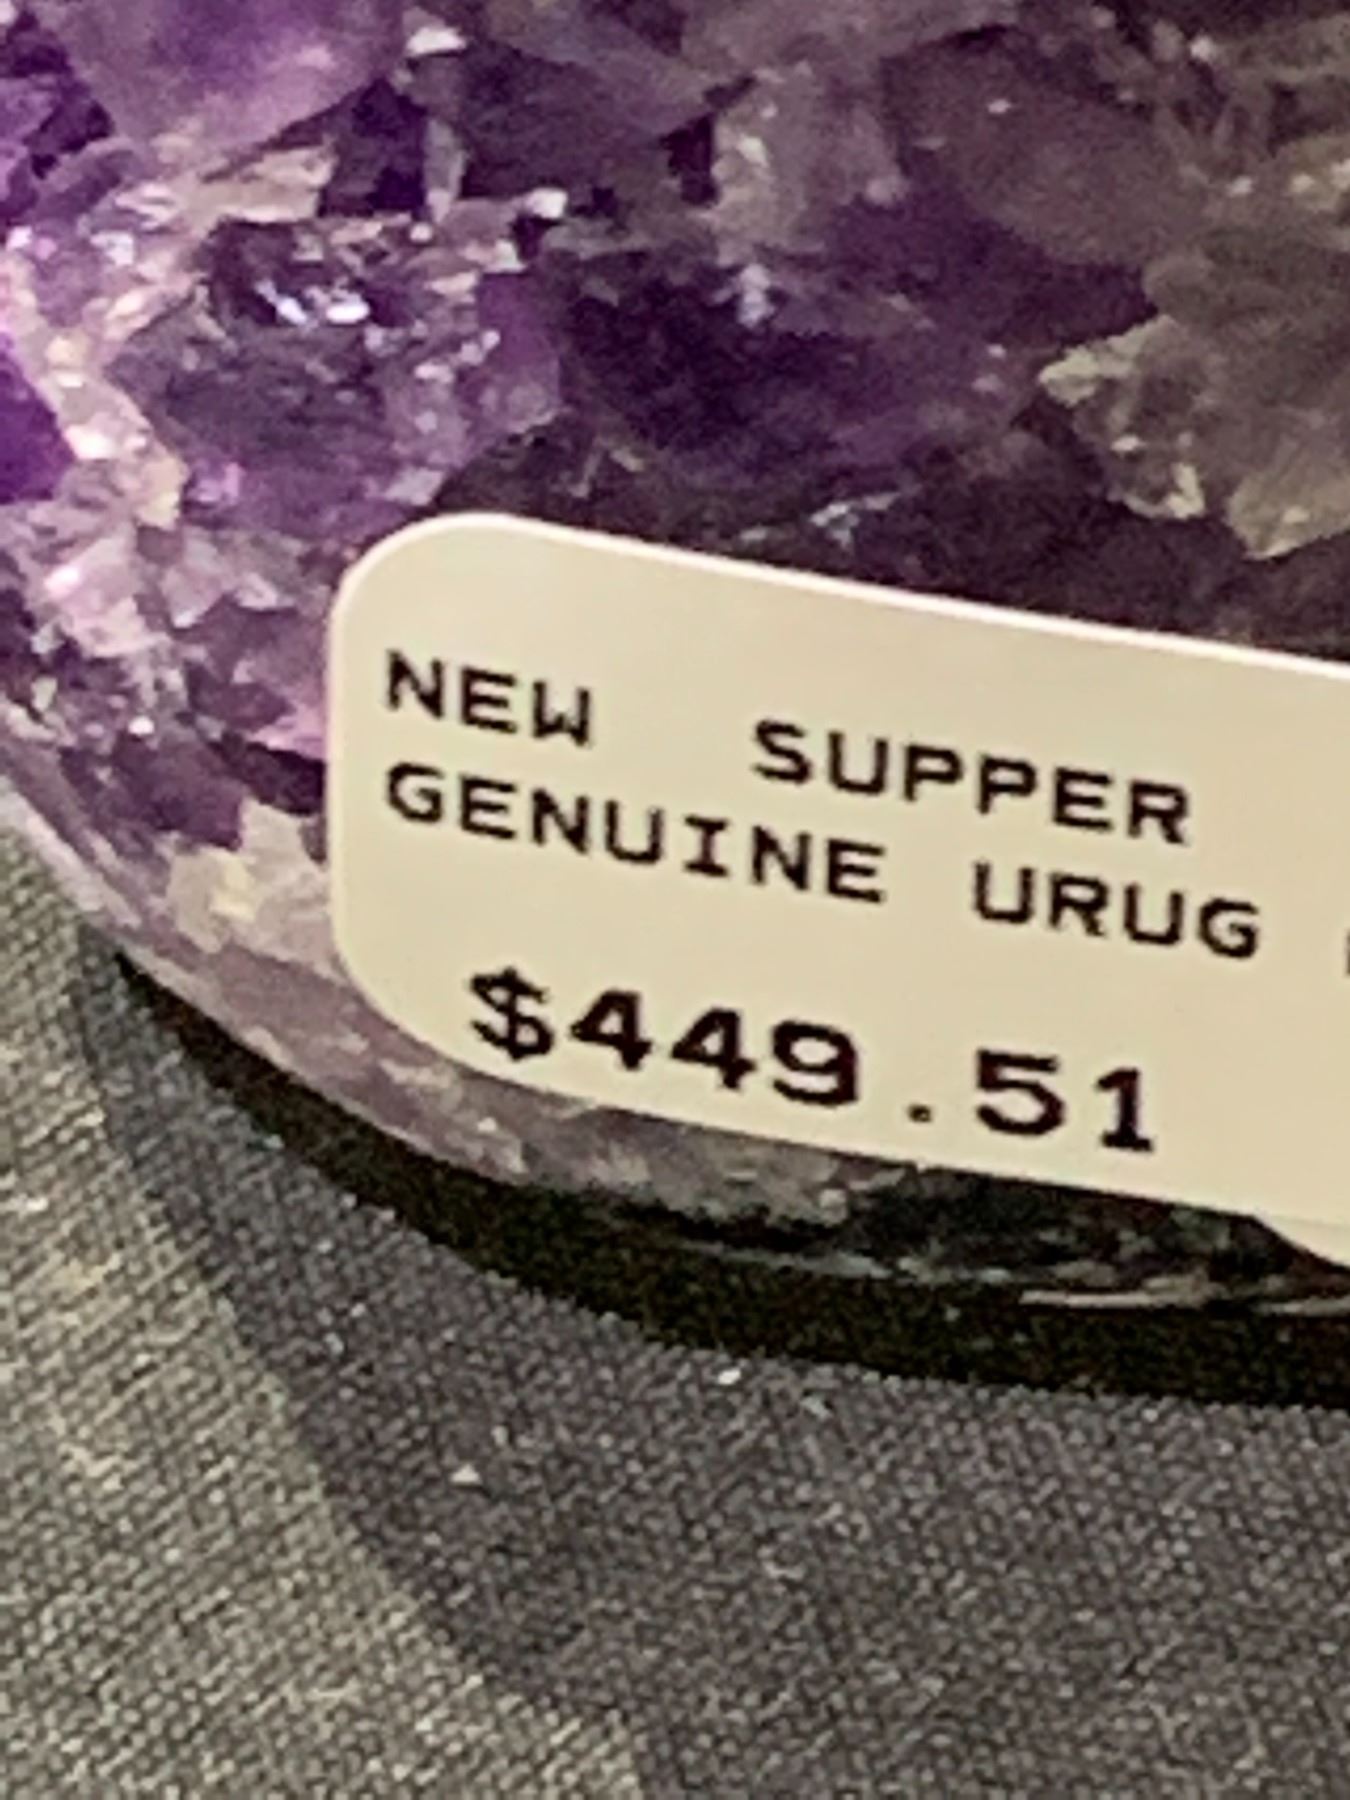 NEW SUPPER
GENUINE URUG
$449.51